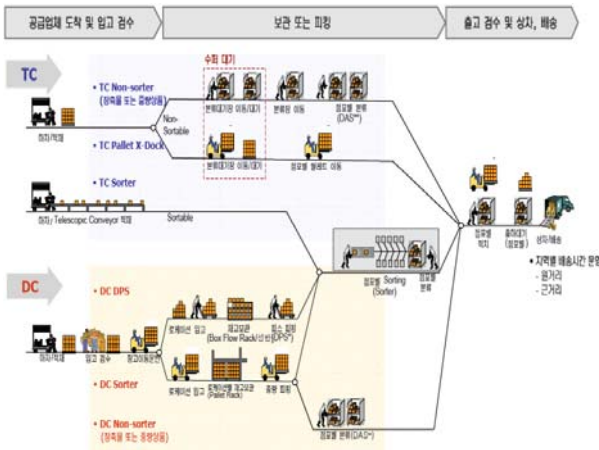 공급업체 도착 및 입고 검수
보관 또는 피킹
출고 검수 및 상차, 배송
TC
수퍼 대기
• TC Non-sorter
(장척물 또는 중량상품)
분류대기장 이동/대기
분류장 이동
점포별 분류
(DAS**)
하차/적재
Non-
Sortable
• TC Pallet X-Dock
분류대기장 이동/대기
점포별 팔레트 이동
• TC Sorter
하차/ Telescopic Conveyor 적재
Sortable
점포별
적치
출하대기
(점포별)
상차/배송
• 지역별 배송시간 운영
- 원거리
- 근거리
점포별 Sorting
(Sorter)
점포별
분류
DC
• DC DPS
로케이션 입고
재고보관
(Box Flow Rack/선반)
피킹
(DPS*)
하차/적재
입고 검수
창고이동운반
• DC Sorter
로케이션 입고
로케이션별 재고보관
(Pallet Rack)
총량 피킹
• DC Non-sorter
(장척물 또는 중량상품)
점포별 분류(DAS**)